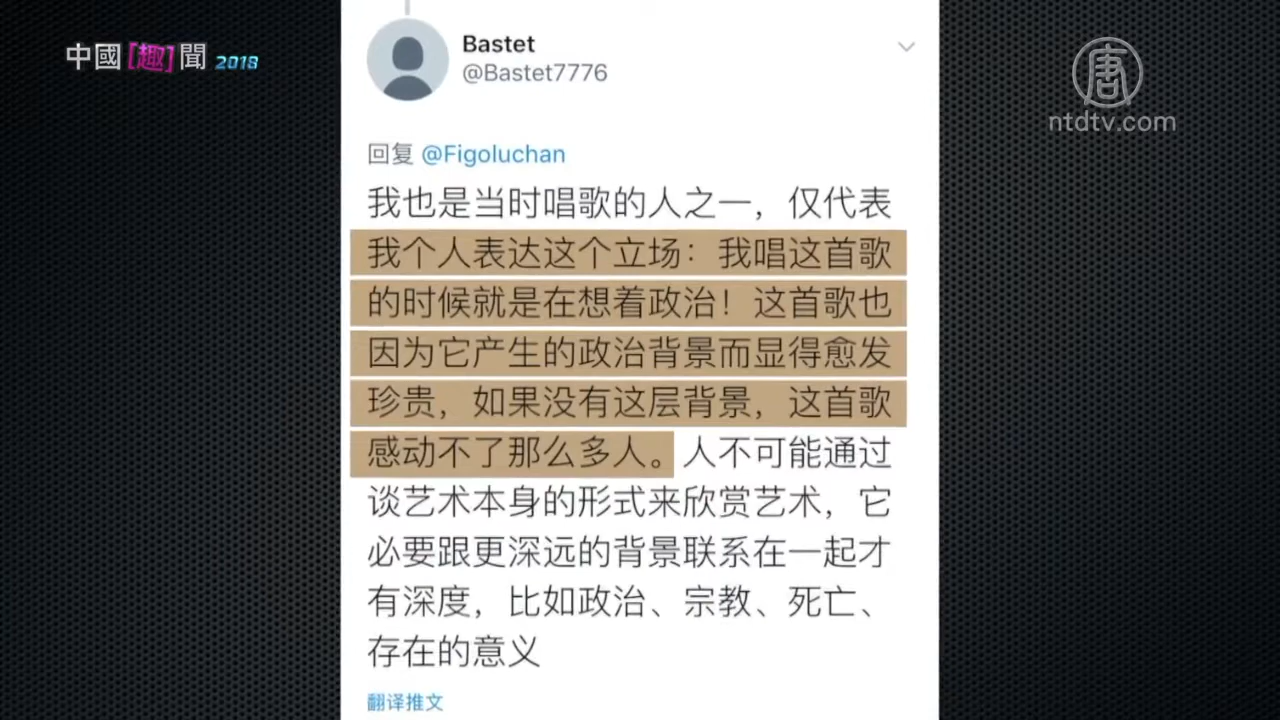 中國[趣]聞 2018
唐
ntdtv.com
Bastet
@Bastet7776
回复 @Figoluchan
我也是当时唱歌的人之一，仅代表
我个人表达这个立场：我唱这首歌
的时候就是在想着政治！这首歌也
因为它产生的政治背景而显得愈发
珍贵，如果没有这层背景，这首歌
感动不了那么多人。人不可能通过
谈艺术本身的形式来欣赏艺术，它
必要跟更深远的背景联系在一起才
有深度，比如政治、宗教、死亡、
存在的意义
翻译推文